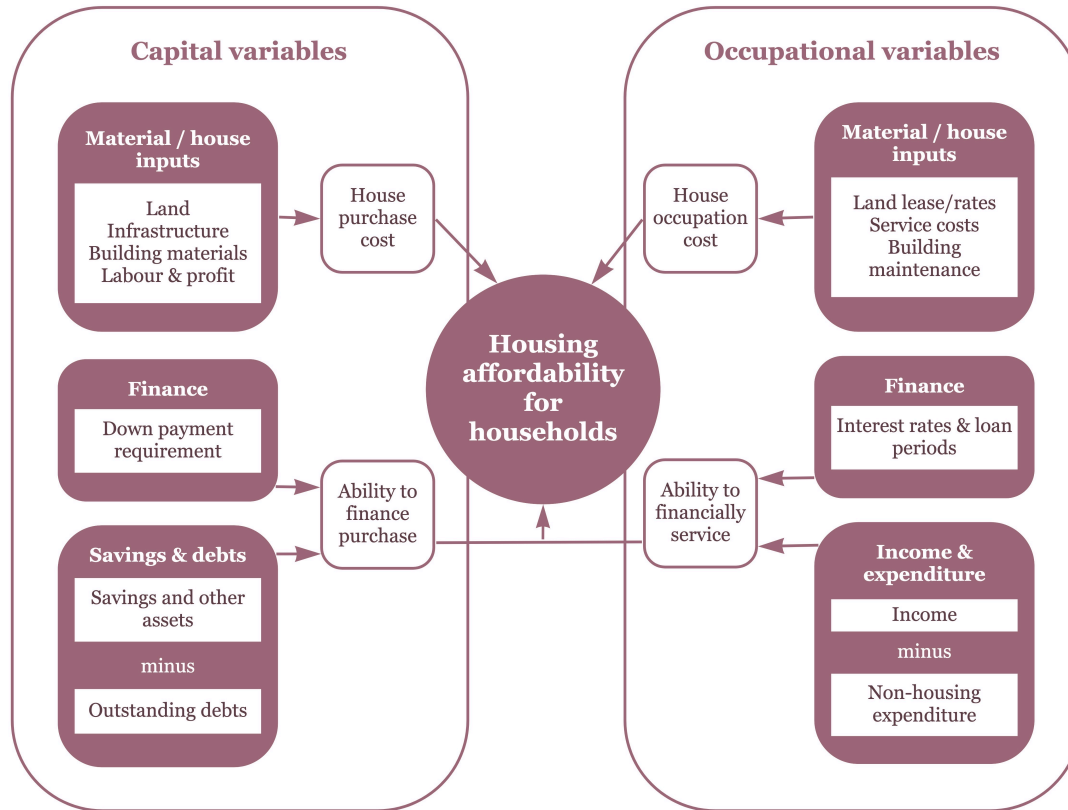 Capital variables
Material / house
inputs
Land
Infrastructure
Building materials
Labour & profit
House
purchase
cost
Finance
Down payment
requirement
Savings & debts
Savings and other
assets
minus
Outstanding debts
Ability to
finance
purchase
Housing
affordability
for
households
Occupational variables
House
occupation
cost
Material / house
inputs
Land lease/rates
Service costs
Building
maintenance
Ability to
financially
service
Finance
Interest rates & loan
periods
Income &
expenditure
Income
minus
Non-housing
expenditure